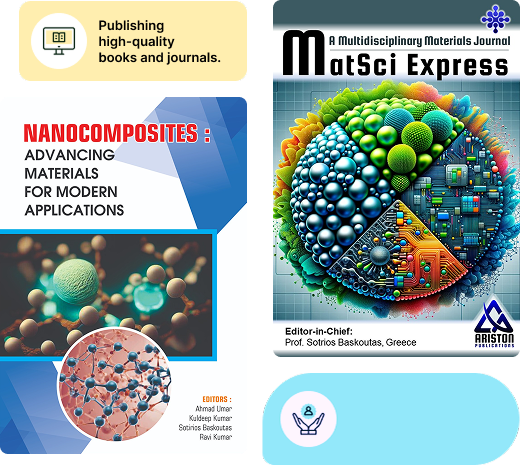 Publishing
high-quality
books and journals.
NANOCOMPOSITES :
ADVANCING
MATERIALS
FOR MODERN
APPLICATIONS
EDITORS :
Ahmad Umar
Kuldeep Kumar
Sotirios Baskoutas
Ravi Kumar
A Multidisciplinary Materials Journal
MatSci Express
Editor-in-Chief:
Prof. Sotrios Baskoutas, Greece
ARISTON
PUBLICATIONS